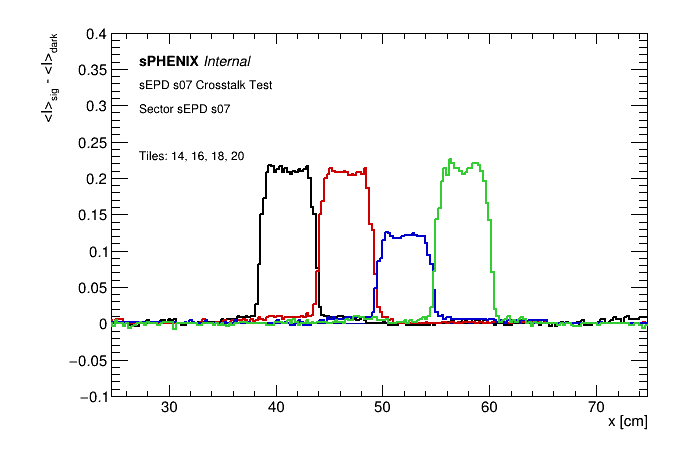 <I>sig - <I>dark
0.4
0.35
0.3
0.25
0.2
0.15
0.1
0.05
0
−0.05
−0.1
sPHENIX Internal
sEPD s07 Crosstalk Test
Sector sEPD s07
Tiles: 14, 16, 18, 20
30 40 50 60 70
x [cm]